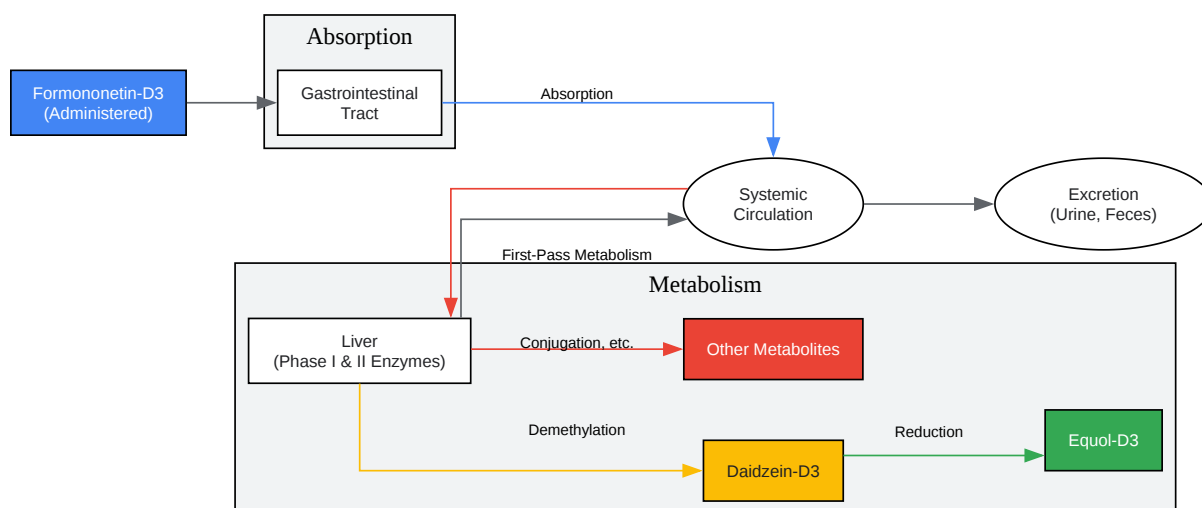 Absorption
Formononetin-D3
(Administered)
Gastrointestinal
Tract
Absorption
Systemic
Circulation
Excretion
(Urine, Feces)
First-Pass Metabolism
Metabolism
Liver
(Phase I & II Enzymes)
Conjugation, etc.
Other Metabolites
Demethylation
Daidzein-D3
Reduction
Equol-D3